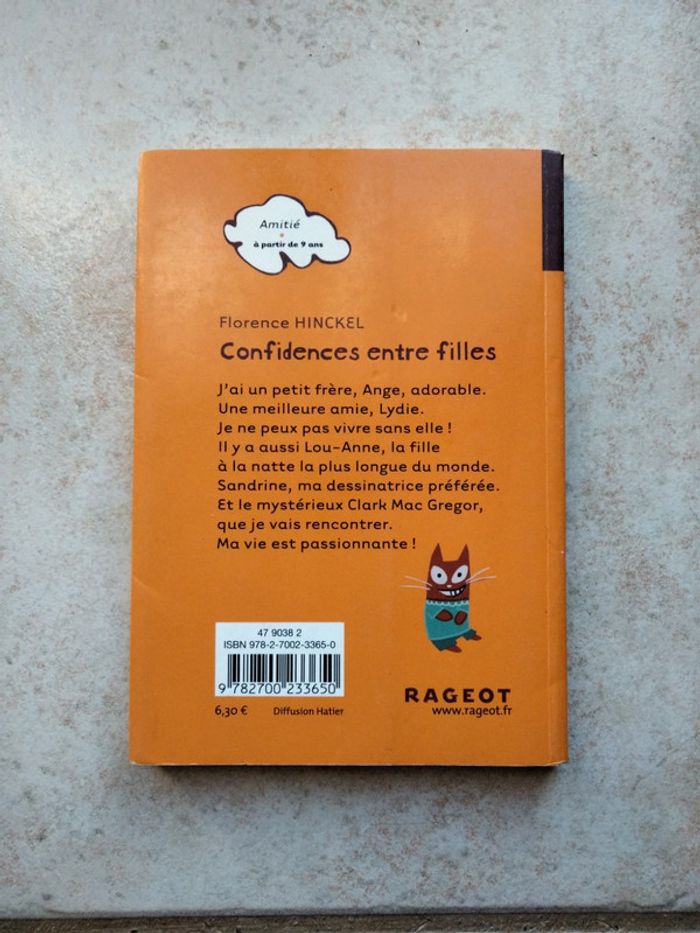 Amitié
à partir de 9 ans
Florence HINCKEL
Confidences entre filles
J'ai un petit frère, Ange, adorable.
Une meilleure amie, Lydie.
Je ne peux pas vivre sans elle !
Il y a aussi Lou-Anne, la fille
à la natte la plus longue du monde.
Sandrine, ma dessinatrice préférée.
Et le mystérieux Clark Mac Gregor,
que je vais rencontrer.
Ma vie est passionnante !
47 9038 2
ISBN 978-2-7002-3365-0
9 782700 233650
6,30 €
Diffusion Hatier
RAGEOT
www.rageot.fr